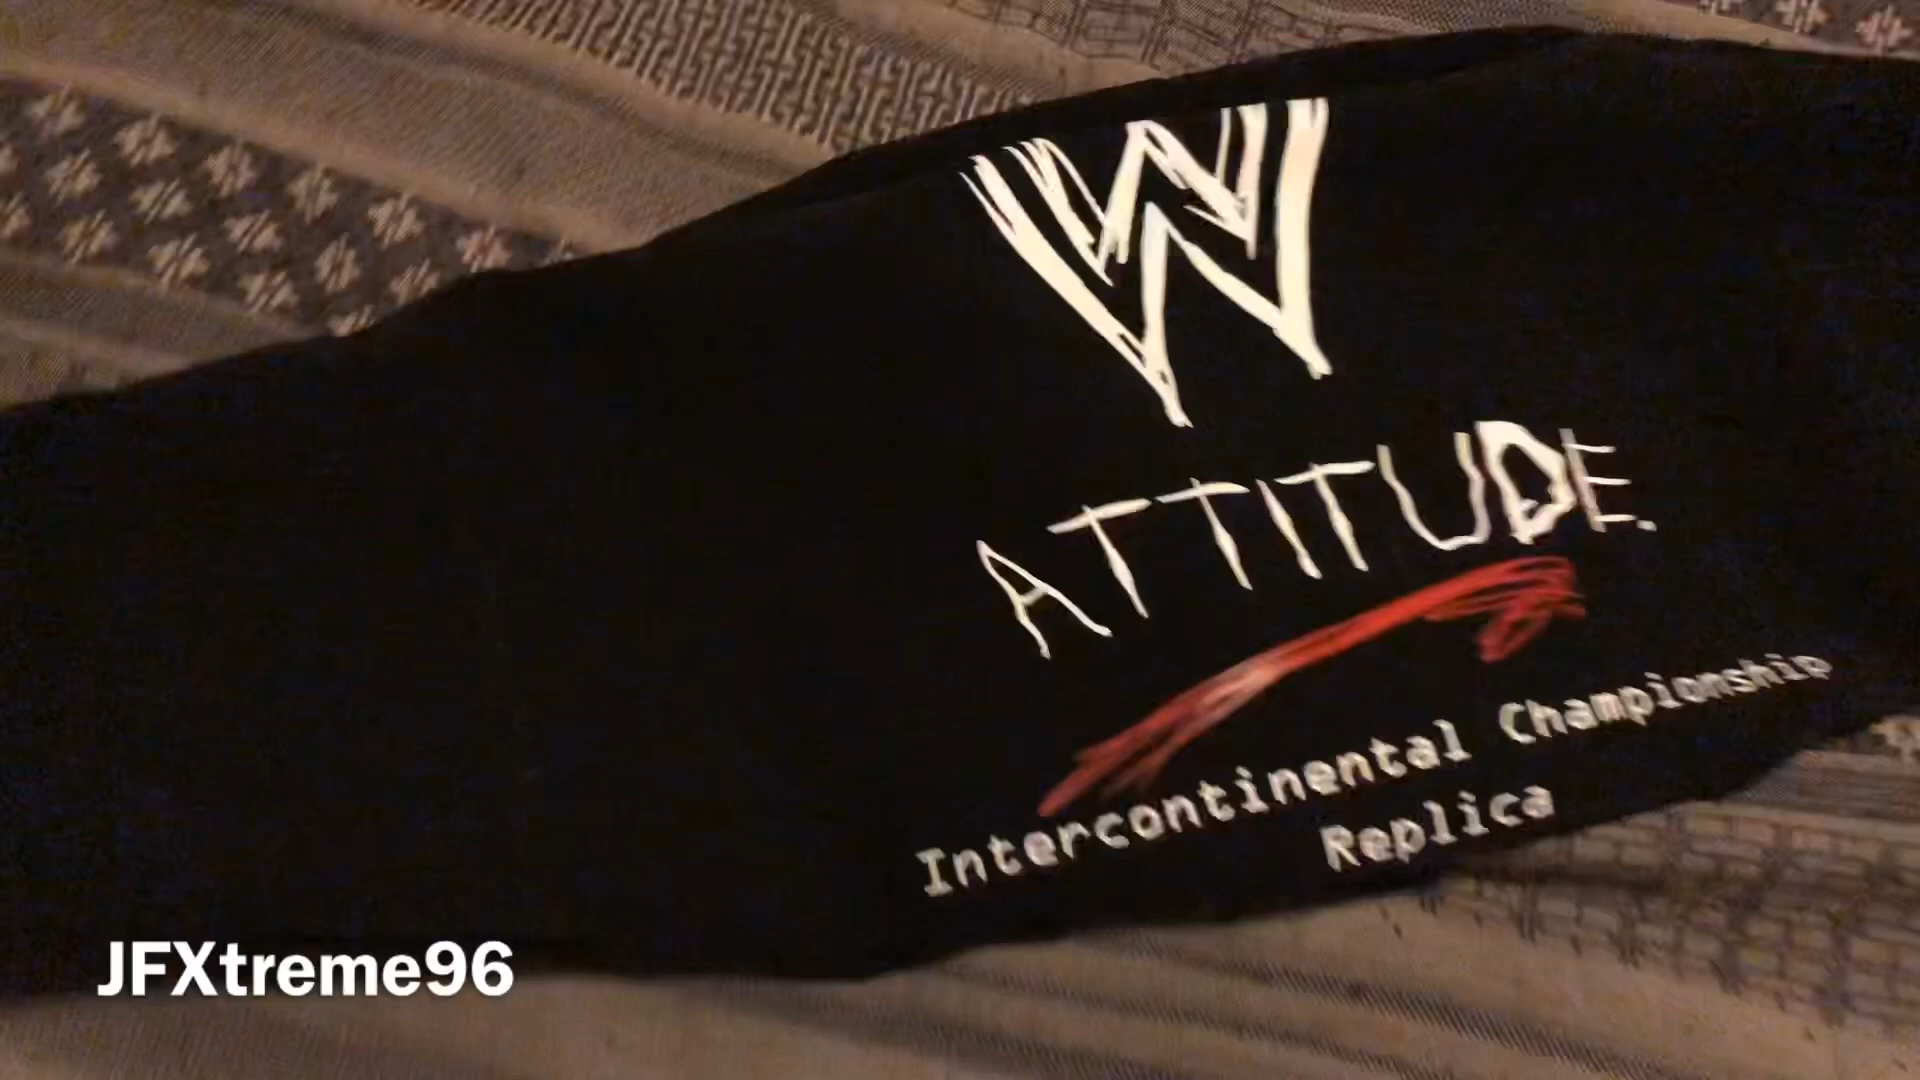 W
ATTITUDE.
Intercontinental Championship
Replica
JFXtreme96